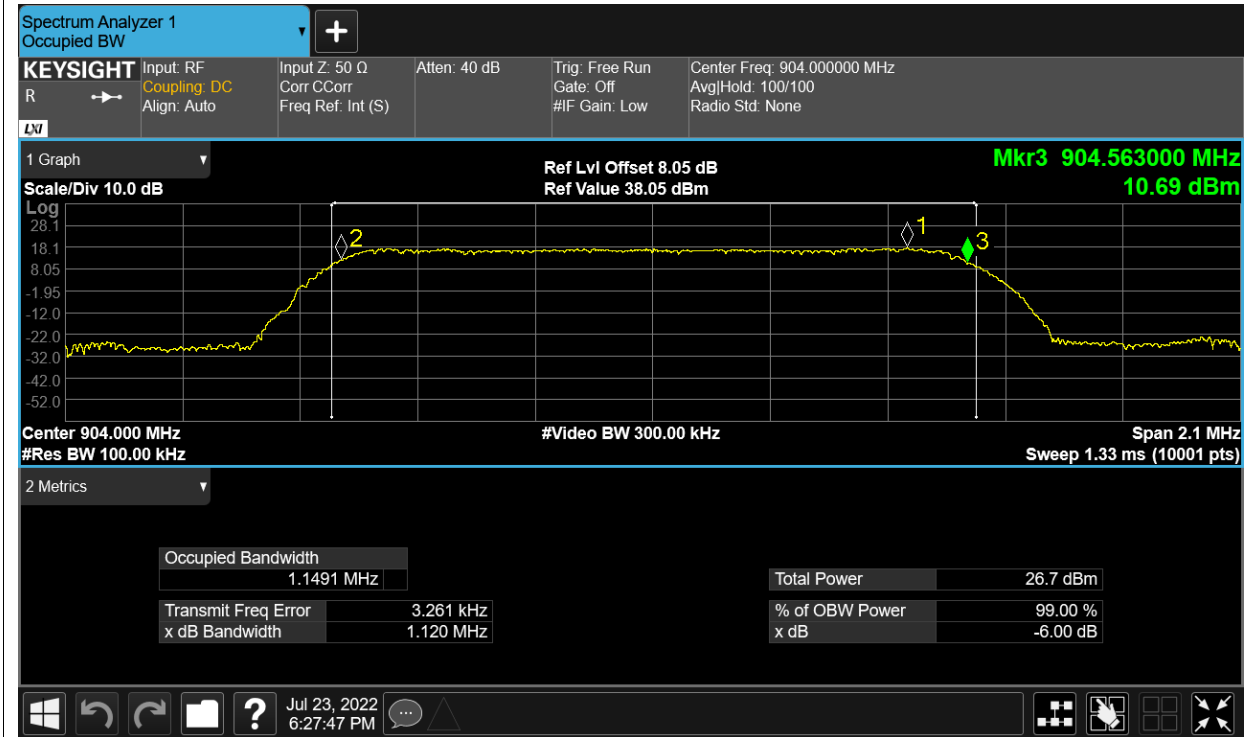 Spectrum Analyzer 1
Occupied BW
KEYSIGHT
R
LXI
Input: RF
Coupling: DC
Align: Auto
Input Z: 50 Ω
Corr CCorr
Freq Ref: Int (S)
Atten: 40 dB
Trig: Free Run
Gate: Off
#IF Gain: Low
Center Freq: 904.000000 MHz
Avg|Hold: 100/100
Radio Std: None
1 Graph
Scale/Div 10.0 dB
Ref Lvl Offset 8.05 dB
Ref Value 38.05 dBm
Mkr3 904.563000 MHz
10.69 dBm
Log
28.1
18.1
8.05
-1.95
-12.0
-22.0
-32.0
-42.0
-52.0
2
1
3
Center 904.000 MHz
#Video BW 300.00 kHz
Span 2.1 MHz
#Res BW 100.00 kHz
Sweep 1.33 ms (10001 pts)
2 Metrics
Occupied Bandwidth
1.1491 MHz
Total Power 26.7 dBm
Transmit Freq Error 3.261 kHz
% of OBW Power 99.00 %
x dB Bandwidth 1.120 MHz
x dB -6.00 dB
?
Jul 23, 2022
6:27:47 PM